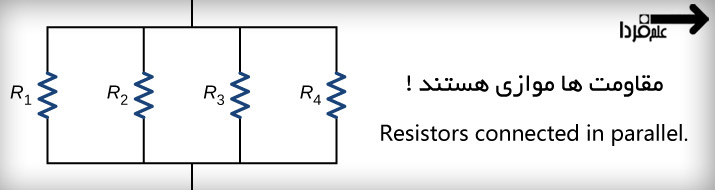 علم فردا
مقاومت ها موازی هستند !
Resistors connected in parallel.
R1 R2 R3 R4